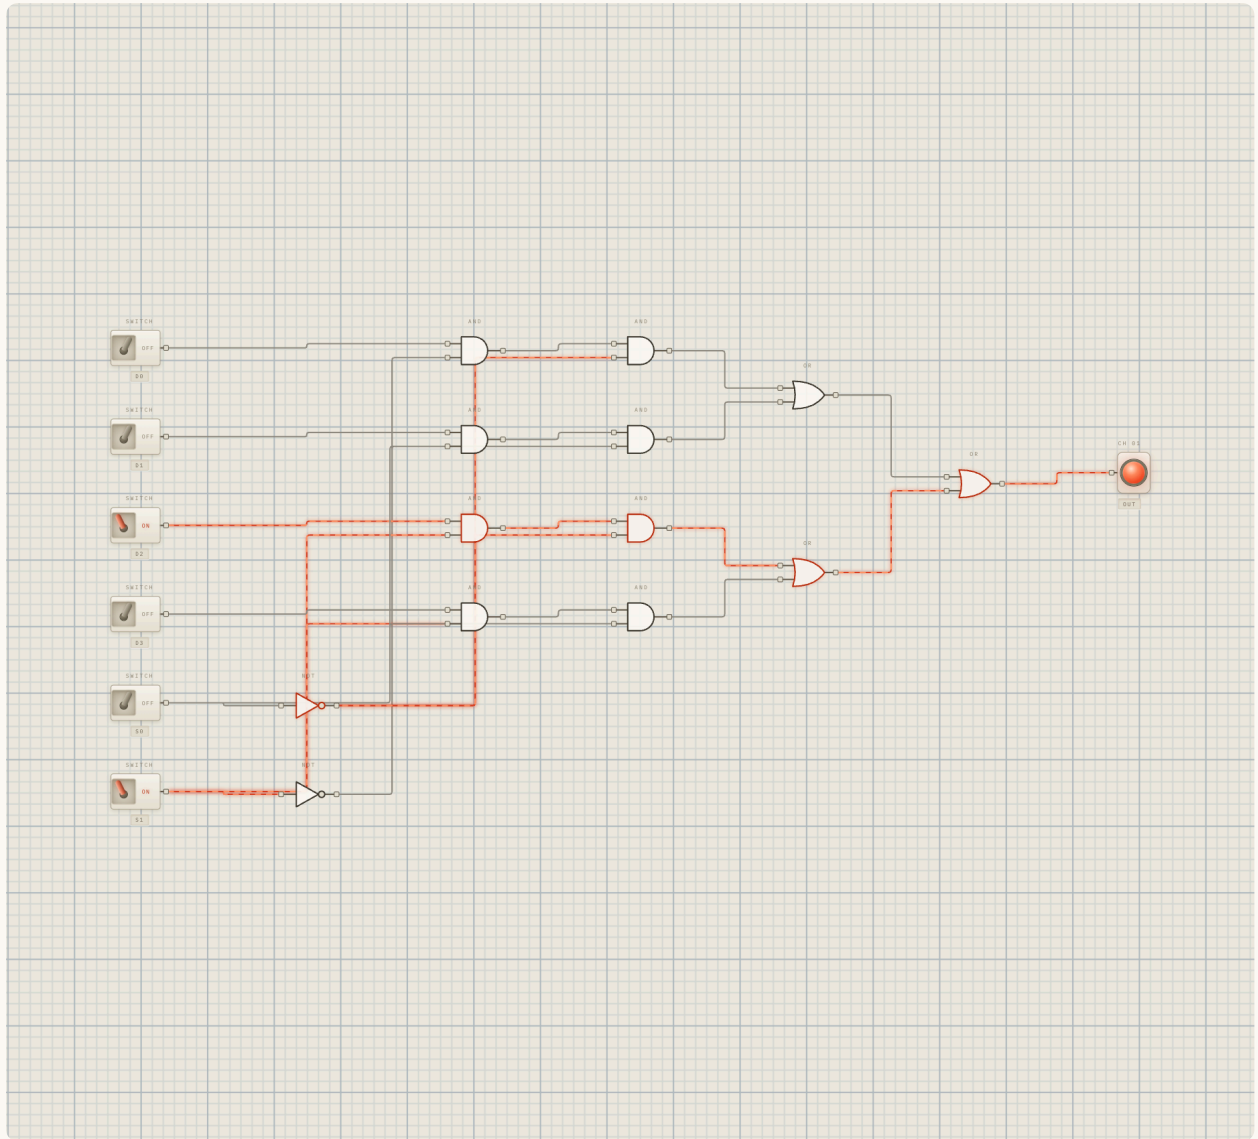 SWITCH
OFF
D0
SWITCH
OFF
D1
SWITCH
ON
D2
SWITCH
OFF
D3
SWITCH
OFF
S0
SWITCH
ON
S1
NOT
NOT
AND
AND
AND
AND
AND
AND
AND
AND
OR
OR
OR
CH 01
OUT